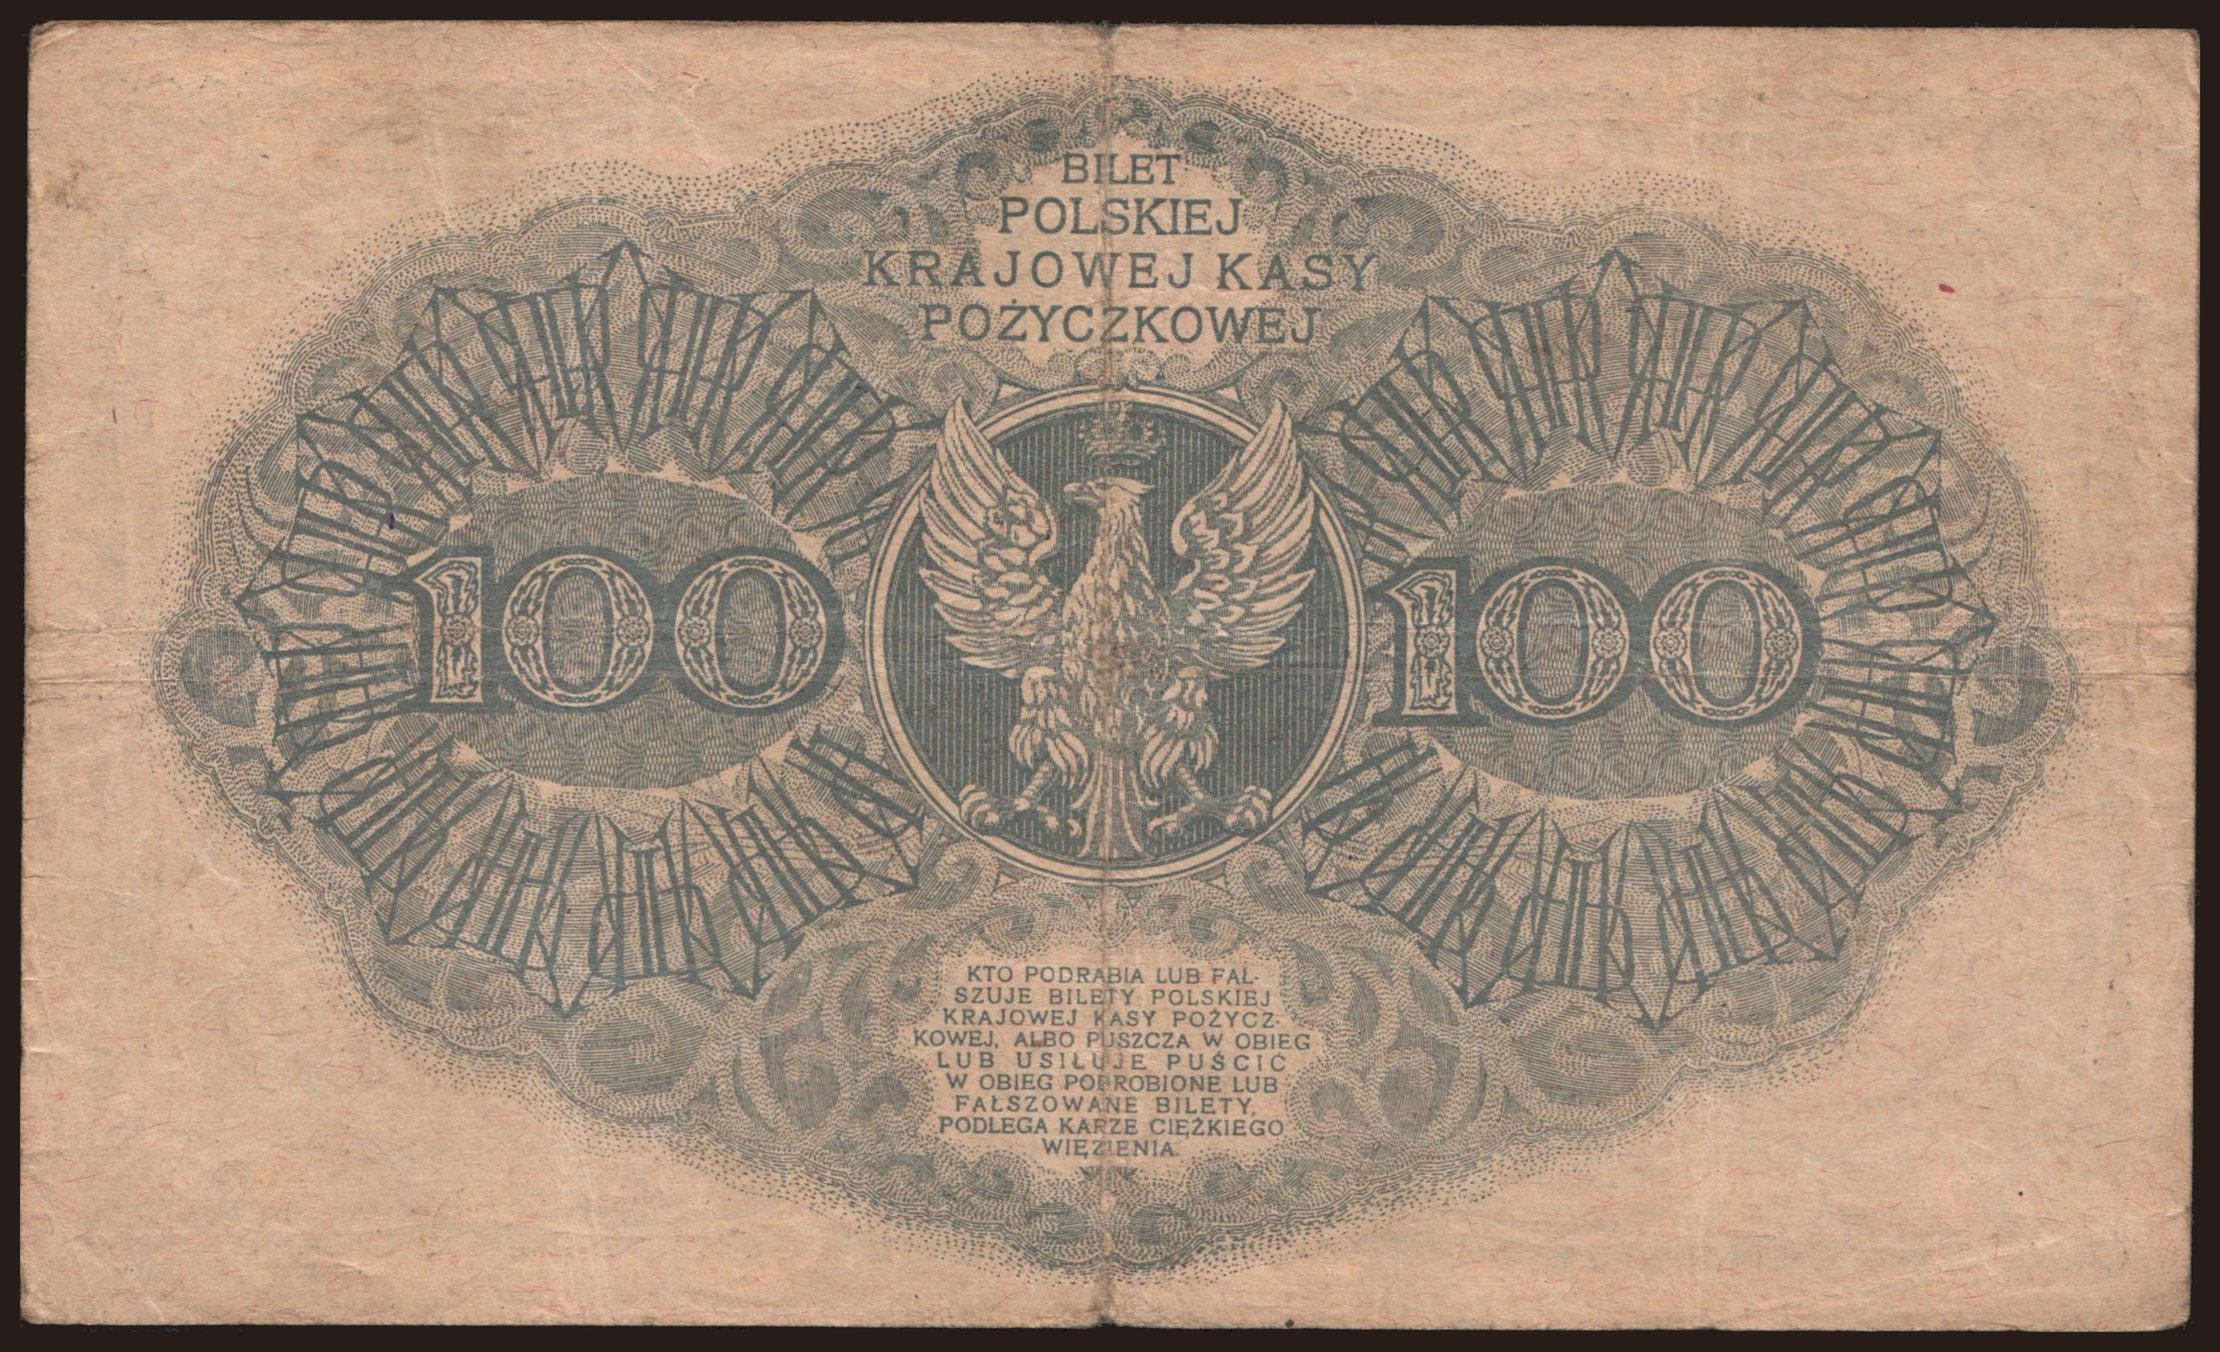 BILET
POLSKIEJ
KRAJOWEJ KASY
POŻYCZKOWEJ
100 100
KTO PODRABIA LUB FAŁ-
SZUJE BILETY POLSKIEJ
KRAJOWEJ KASY POŻYCZ-
KOWEJ, ALBO PUSZCZA W OBIEG
LUB USIŁUJE PUŚCIĆ
W OBIEG PODROBIONE LUB
FAŁSZOWANE BILETY,
PODLEGA KARZE CIĘŻKIEGO
WIĘZIENIA.